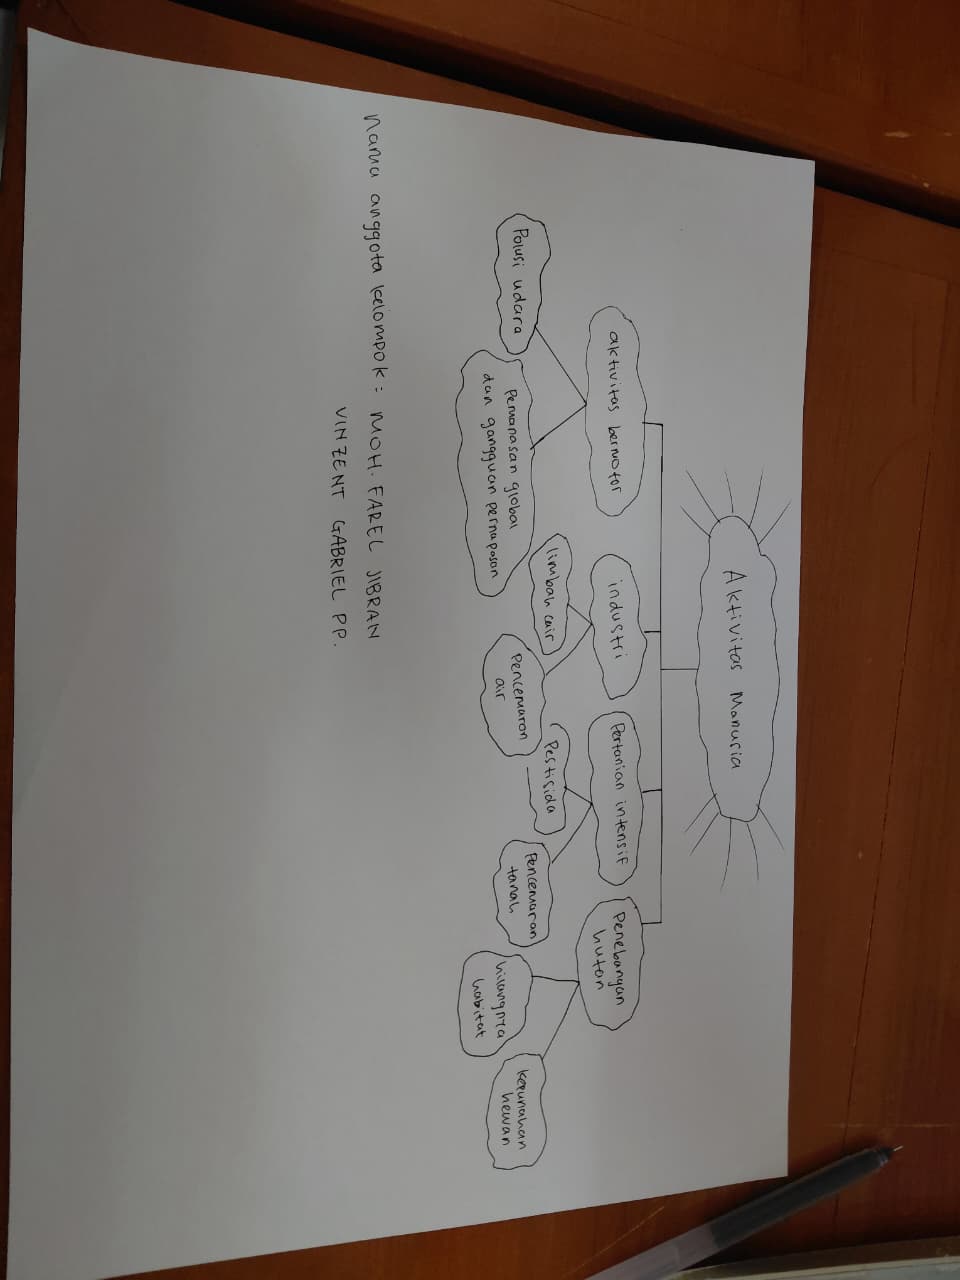 Aktivitas Manusia
aktivitas bermotor
industri
Pertanian intensif
Penebangan
hutan
Polusi udara
Pemanasan global
dan gangguan pernapasan
limbah cair
Pencemaran
air
Pestisida
Pencemaran
tanah
hilangnya
habitat
kepunahan
hewan
Nama anggota kelompok: MOH. FAREL JIBRAN
VINZENT GABRIEL PP.